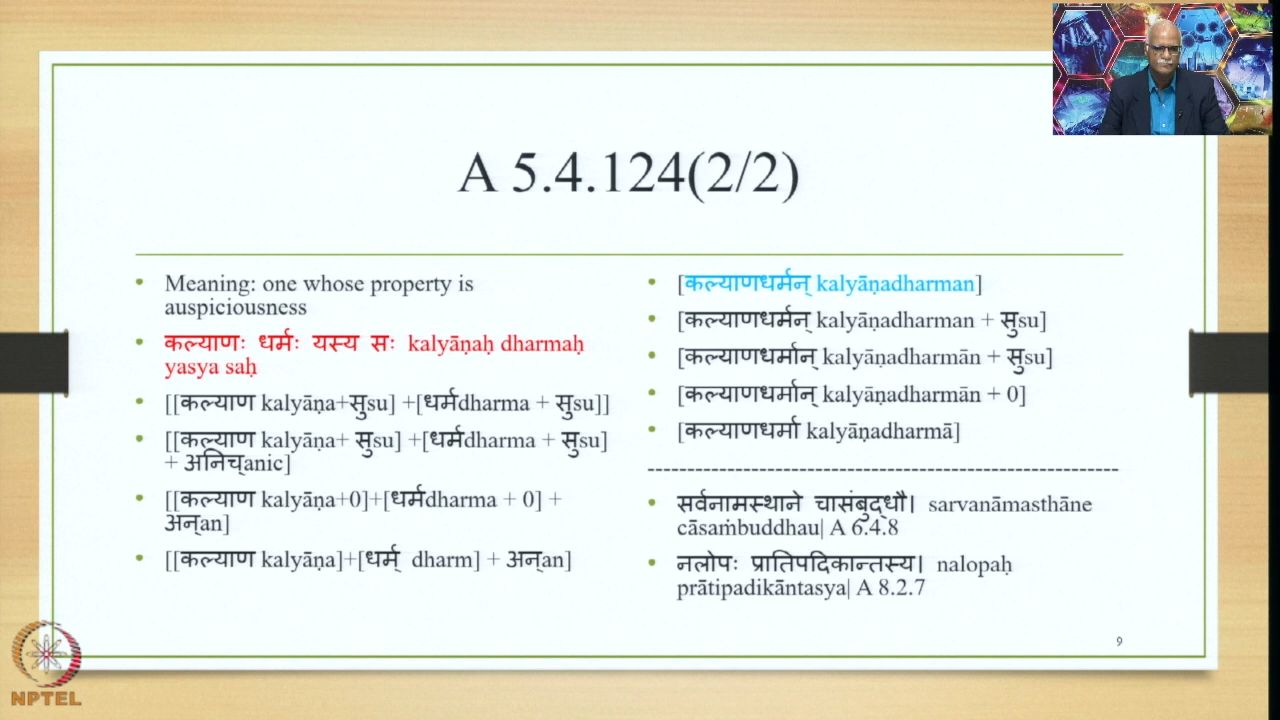 A 5.4.124(2/2)
• Meaning: one whose property is
auspiciousness
• कल्याणः धर्मः यस्य सः kalyāṇaḥ dharmaḥ
yasya saḥ
• [[कल्याण kalyāṇa+सुsu] +[धर्मdharma + सुsu]]
• [[कल्याण kalyāṇa+ सुsu] +[धर्मdharma + सुsu]
+ अनिच्anic]
• [[कल्याण kalyāṇa+0]+[धर्मdharma + 0] +
अन्an]
• [[कल्याण kalyāṇa]+[धर्म् dharm] + अन्an]
• [कल्याणधर्मन् kalyāṇadharman]
• [कल्याणधर्मन् kalyāṇadharman + सुsu]
• [कल्याणधर्मान् kalyāṇadharmān + सुsu]
• [कल्याणधर्मान् kalyāṇadharmān + 0]
• [कल्याणधर्मा kalyāṇadharmā]
-----------------------------------------------------------------
• सर्वनामस्थाने चासंबुद्धौ। sarvanāmasthāne
cāsaṁbuddhau| A 6.4.8
• नलोपः प्रातिपदिकान्तस्य। nalopaḥ
prātipadikāntasya| A 8.2.7
9
NPTEL